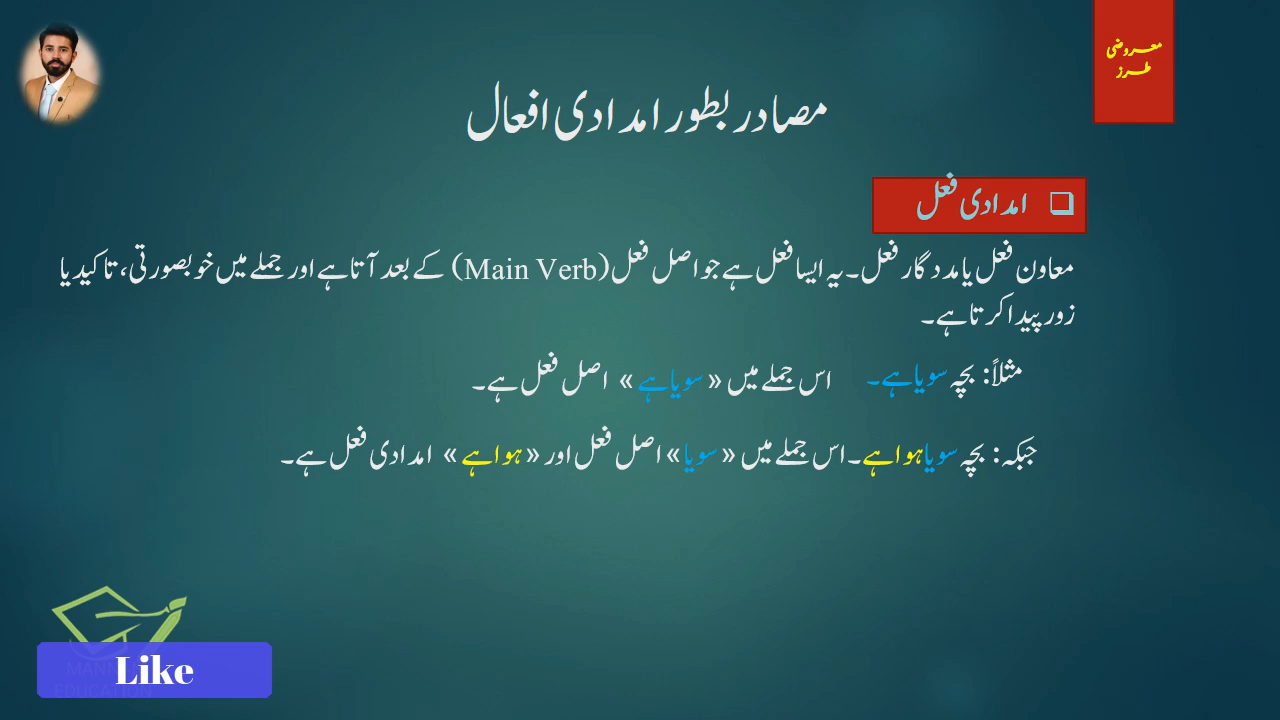 معروضی
طرز
مصادر بطور امدادی افعال
امدادی فعل
معاون فعل یا مددگار فعل۔ یہ ایسا فعل ہے جو اصل فعل (Main Verb) کے بعد آتا ہے اور جملے میں خوبصورتی، تاکید یا
زور پیدا کرتا ہے۔
مثلاً: بچہ سویا ہے۔ اس جملے میں «سویا ہے» اصل فعل ہے۔
جبکہ: بچہ سویا ہوا ہے۔ اس جملے میں «سویا» اصل فعل اور «ہوا ہے» امدادی فعل ہے۔
Like
EDUCATION